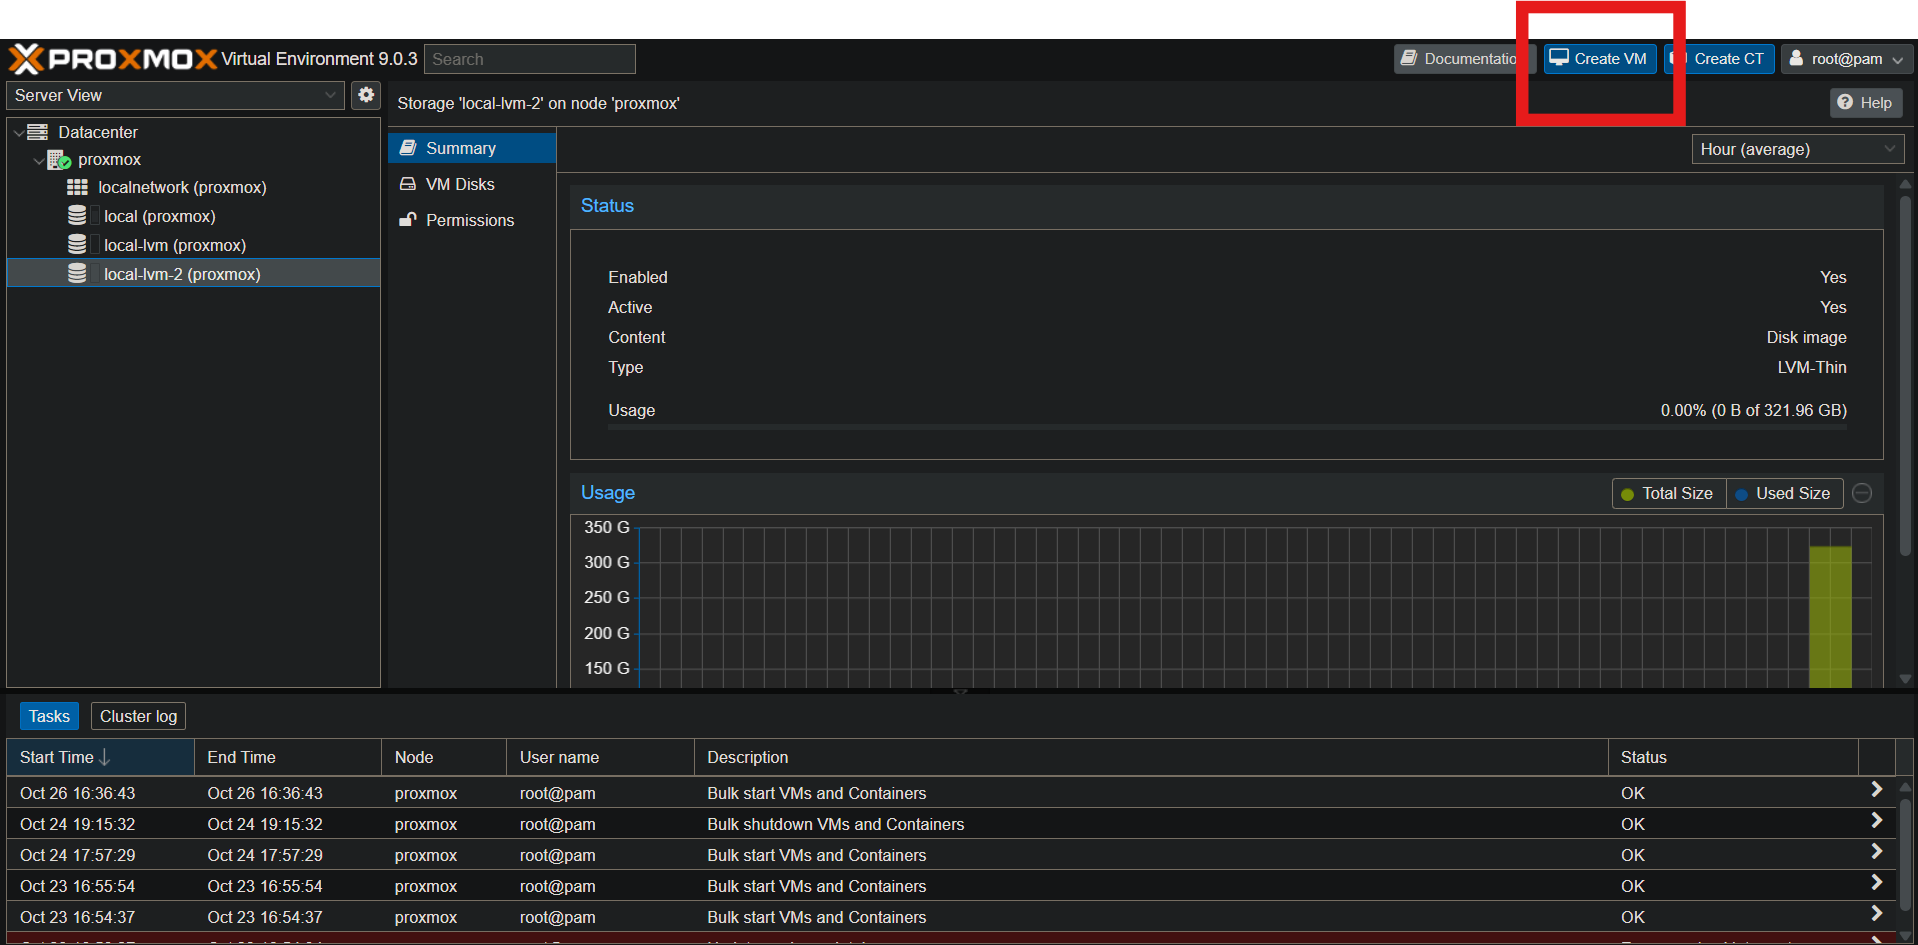 PROXMOX Virtual Environment 9.0.3 Search Documentatio Create VM Create CT root@pam
Server View
Storage 'local-lvm-2' on node 'proxmox' Help
Datacenter
proxmox
localnetwork (proxmox)
local (proxmox)
local-lvm (proxmox)
local-lvm-2 (proxmox)
Summary
VM Disks
Permissions
Hour (average)
Status
Enabled Yes
Active Yes
Content Disk image
Type LVM-Thin
Usage 0.00% (0 B of 321.96 GB)
Usage Total Size Used Size
350 G
300 G
250 G
200 G
150 G
Tasks Cluster log
Start Time End Time Node User name Description Status
Oct 26 16:36:43 Oct 26 16:36:43 proxmox root@pam Bulk start VMs and Containers OK
Oct 24 19:15:32 Oct 24 19:15:32 proxmox root@pam Bulk shutdown VMs and Containers OK
Oct 24 17:57:29 Oct 24 17:57:29 proxmox root@pam Bulk start VMs and Containers OK
Oct 23 16:55:54 Oct 23 16:55:54 proxmox root@pam Bulk start VMs and Containers OK
Oct 23 16:54:37 Oct 23 16:54:37 proxmox root@pam Bulk start VMs and Containers OK